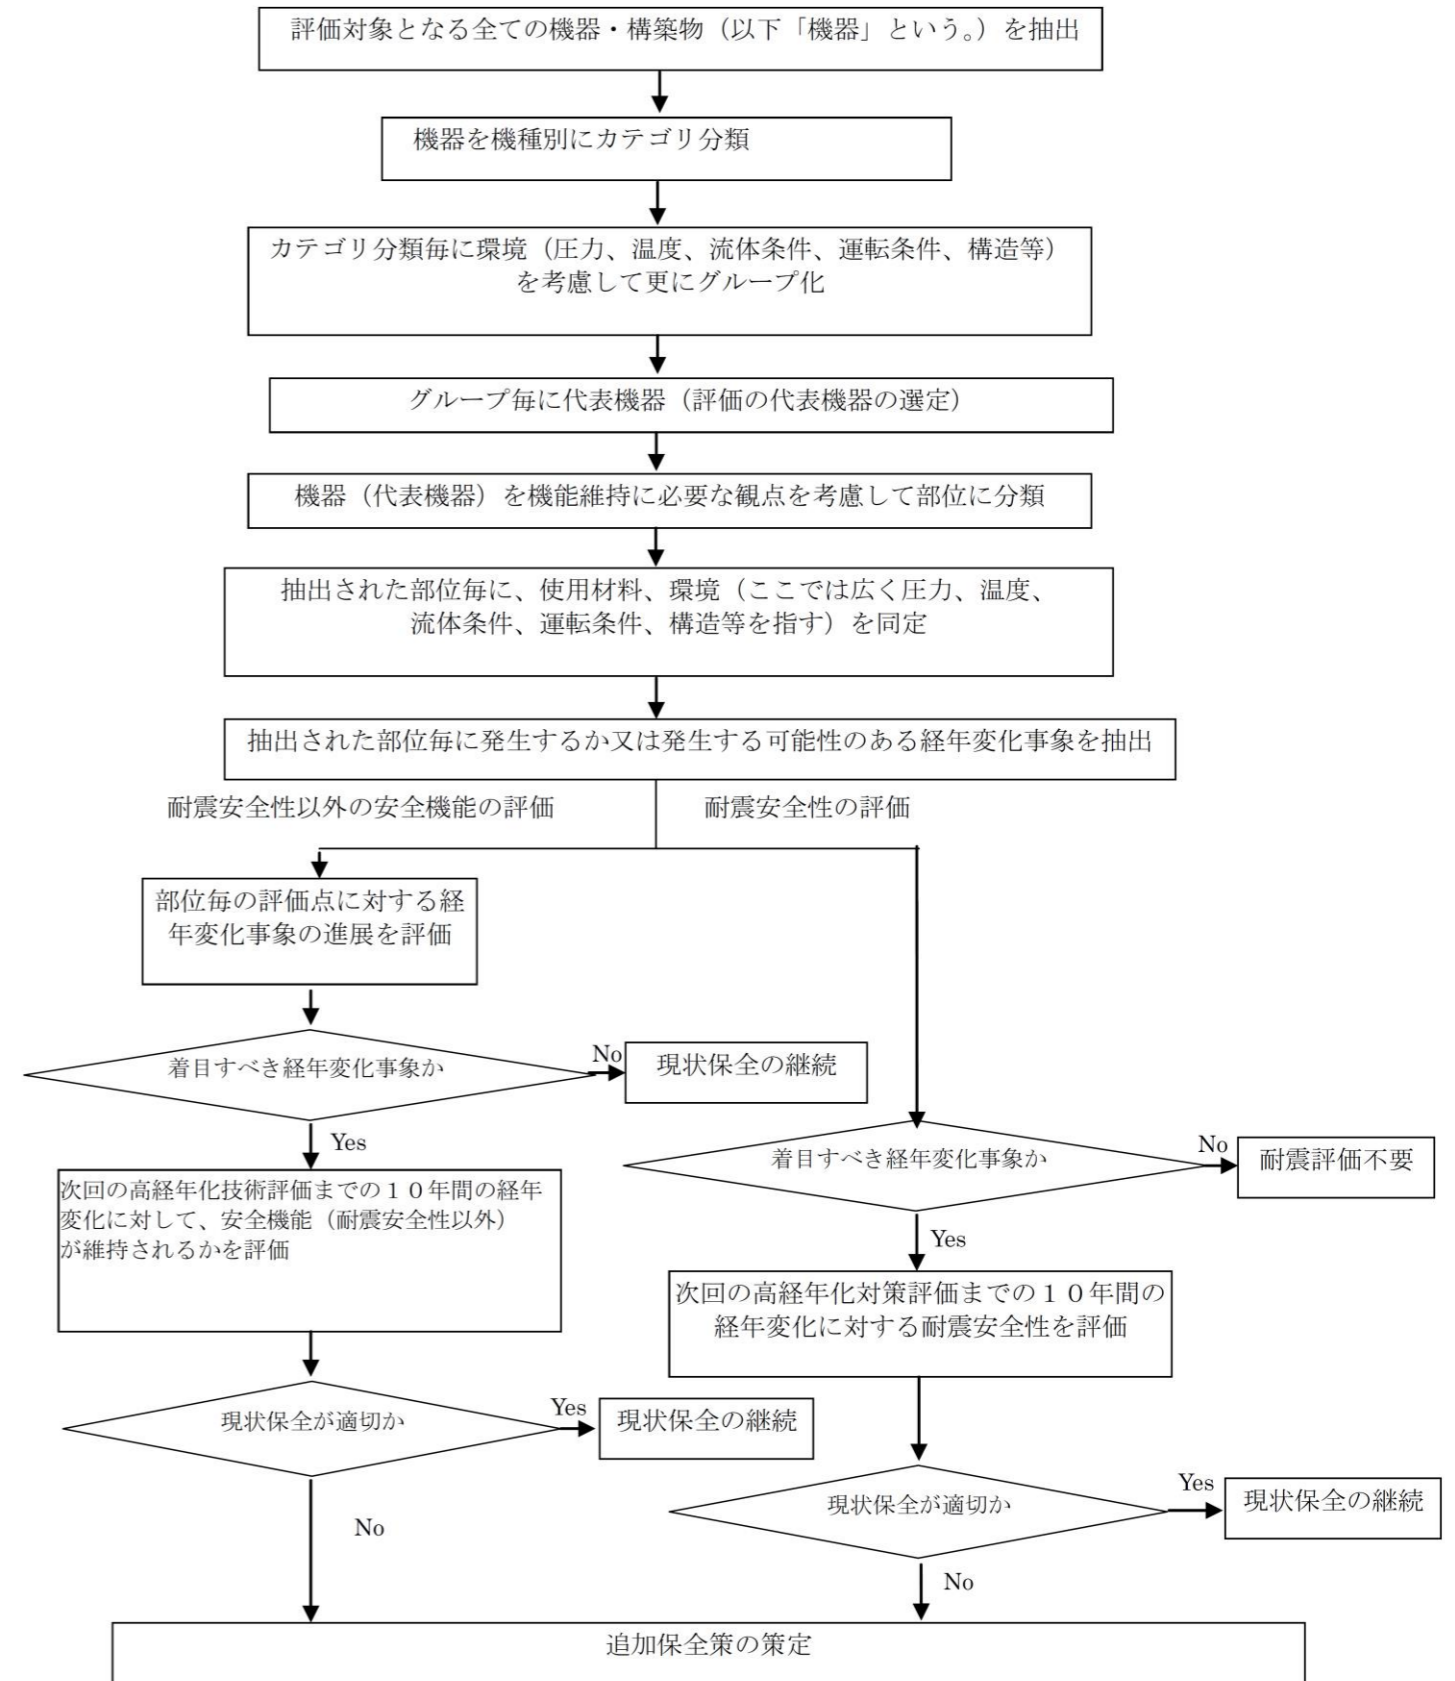 評価対象となる全ての機器・構築物（以下「機器」という。）を抽出
機器を機種別にカテゴリ分類
カテゴリ分類毎に環境（圧力、温度、流体条件、運転条件、構造等）
を考慮して更にグループ化
グループ毎に代表機器（評価の代表機器の選定）
機器（代表機器）を機能維持に必要な観点を考慮して部位に分類
抽出された部位毎に、使用材料、環境（ここでは広く圧力、温度、
流体条件、運転条件、構造等を指す）を同定
抽出された部位毎に発生するか又は発生する可能性のある経年変化事象を抽出
耐震安全性以外の安全機能の評価
耐震安全性の評価
部位毎の評価点に対する経
年変化事象の進展を評価
着目すべき経年変化事象か
No
現状保全の継続
Yes
着目すべき経年変化事象か
No
耐震評価不要
次回の高経年化技術評価までの１０年間の経年
変化に対して、安全機能（耐震安全性以外）
が維持されるかを評価
Yes
次回の高経年化対策評価までの１０年間の
経年変化に対する耐震安全性を評価
現状保全が適切か
Yes
現状保全の継続
現状保全が適切か
Yes
現状保全の継続
No
No
追加保全策の策定